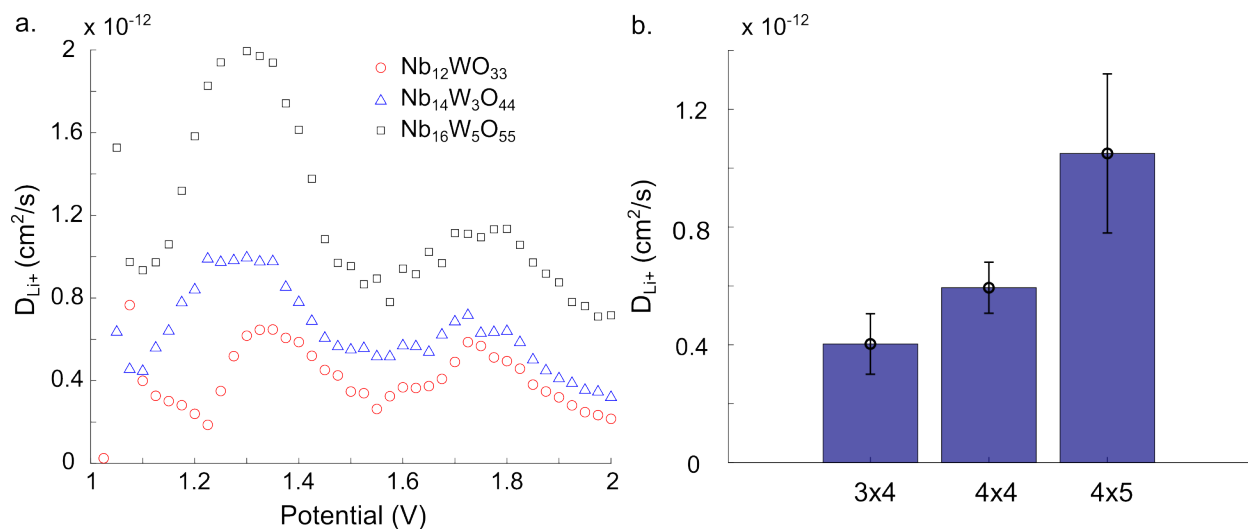 a.
x 10-12
2
1.6
1.2
0.8
0.4
0
1
1.2
1.4
1.6
1.8
2
DLi+ (cm2/s)
Potential (V)
Nb12WO33
Nb14W3O44
Nb16W5O55
b.
x 10-12
1.2
0.8
0.4
0
DLi+ (cm2/s)
3x4
4x4
4x5